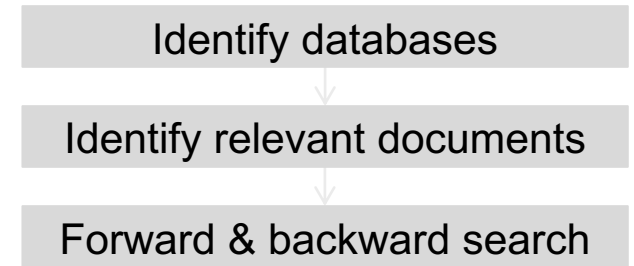 Identify databases
Identify relevant documents
Forward & backward search